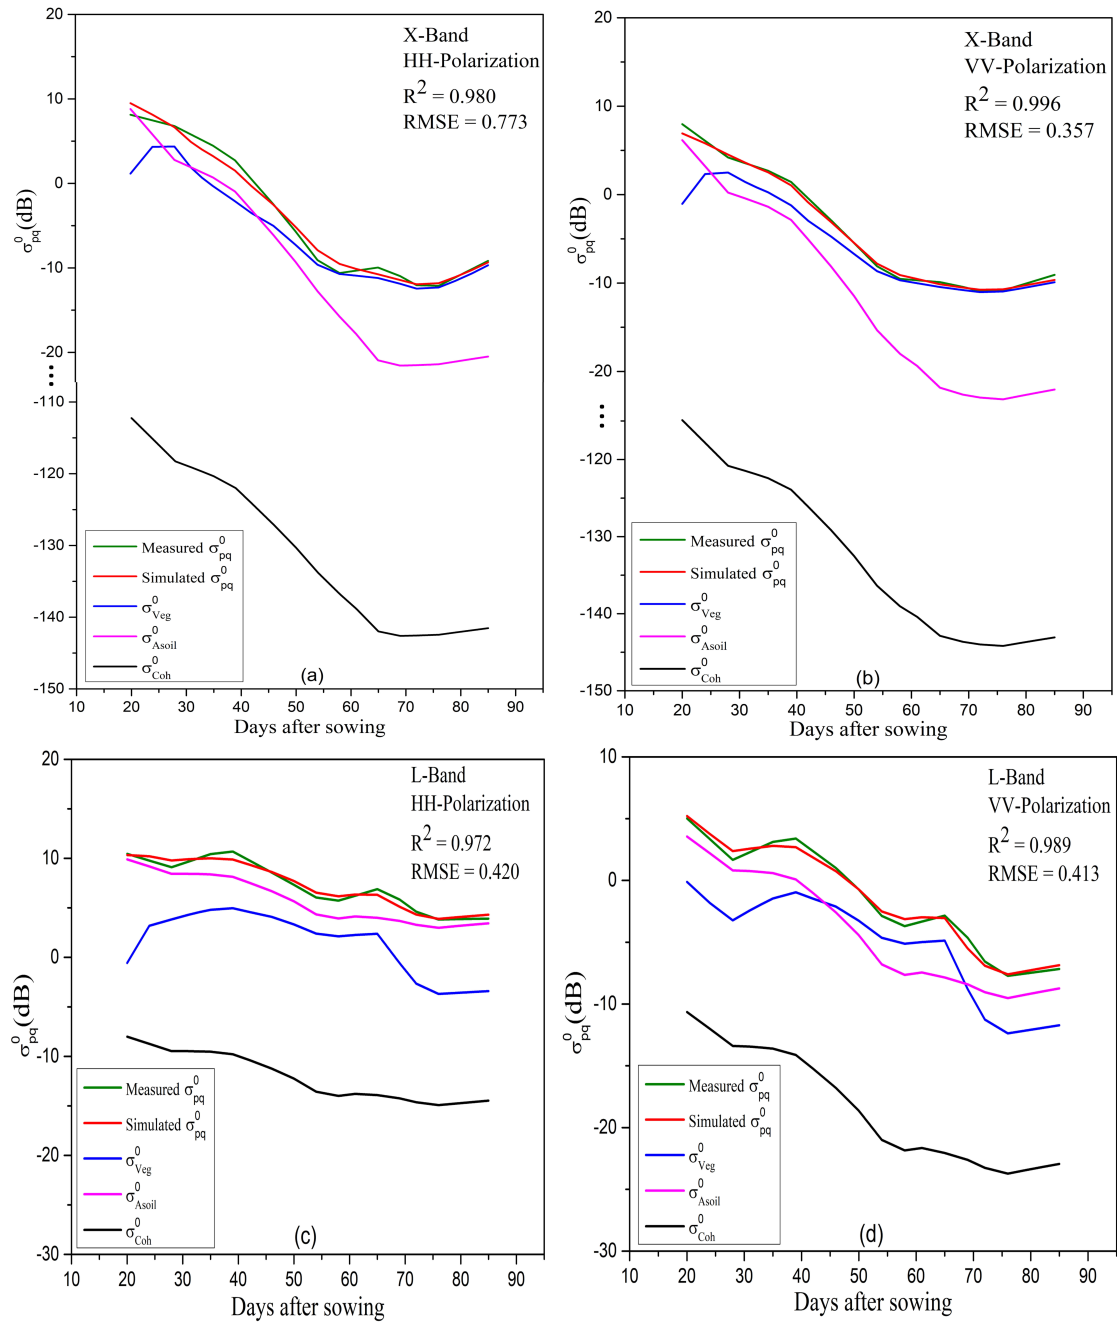 X-Band
HH-Polarization
R² = 0.980
RMSE = 0.773
20
10
0
-10
-20
-110
-120
-130
-140
-150
σ⁰pq(dB)
Measured σ⁰pq
Simulated σ⁰pq
σ⁰Veg
σ⁰Asoil
σ⁰Coh
(a)
10 20 30 40 50 60 70 80 90
Days after sowing
X-Band
VV-Polarization
R² = 0.996
RMSE = 0.357
20
10
0
-10
-20
-120
-130
-140
-150
σ⁰pq(dB)
Measured σ⁰pq
Simulated σ⁰pq
σ⁰Veg
σ⁰Asoil
σ⁰Coh
(b)
10 20 30 40 50 60 70 80 90
Days after sowing
L-Band
HH-Polarization
R² = 0.972
RMSE = 0.420
20
10
0
-10
-20
-30
σ⁰pq(dB)
Measured σ⁰pq
Simulated σ⁰pq
σ⁰Veg
σ⁰Asoil
σ⁰Coh
(c)
10 20 30 40 50 60 70 80 90
Days after sowing
L-Band
VV-Polarization
R² = 0.989
RMSE = 0.413
10
0
-10
-20
-30
σ⁰pq(dB)
Measured σ⁰pq
Simulated σ⁰pq
σ⁰Veg
σ⁰Asoil
σ⁰Coh
(d)
10 20 30 40 50 60 70 80 90
Days after sowing